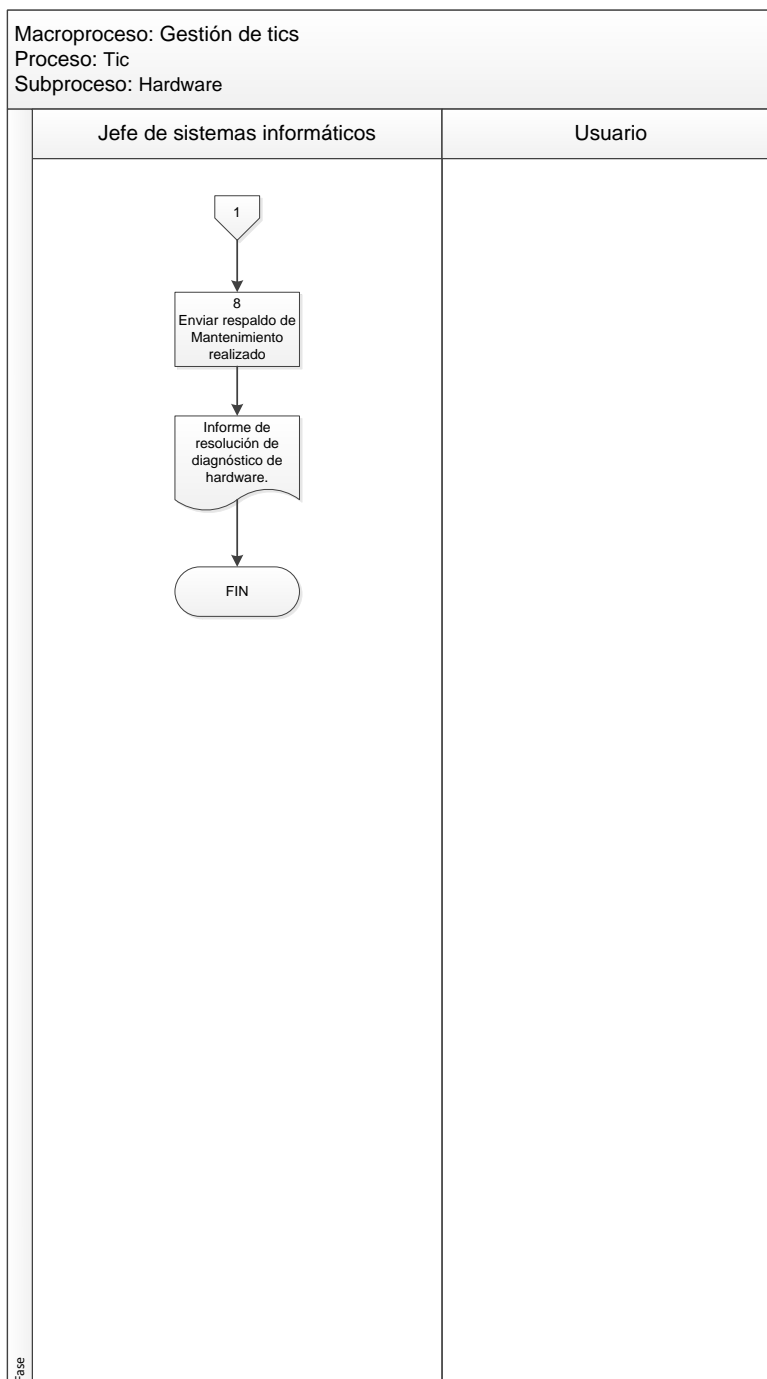 Macroproceso: Gestión de tics
Proceso: Tic
Subproceso: Hardware
Jefe de sistemas informáticos
Usuario
1
8
Enviar respaldo de
Mantenimiento
realizado
Informe de
resolución de
diagnóstico de
hardware.
FIN
Fase